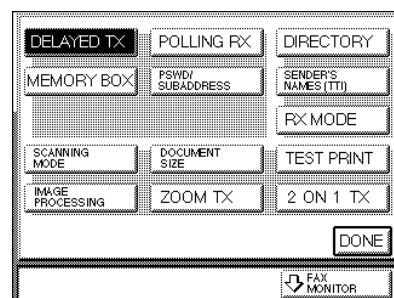 DELAYED TX POLLING RX DIRECTORY
MEMORY BOX PSWD/ SENDER'S
SUBADDRESS NAMES (TTI)
RX MODE
SCANNING DOCUMENT TEST PRINT
MODE SIZE
IMAGE ZOOM TX 2 ON 1 TX
PROCESSING
DONE
FAX
MONITOR